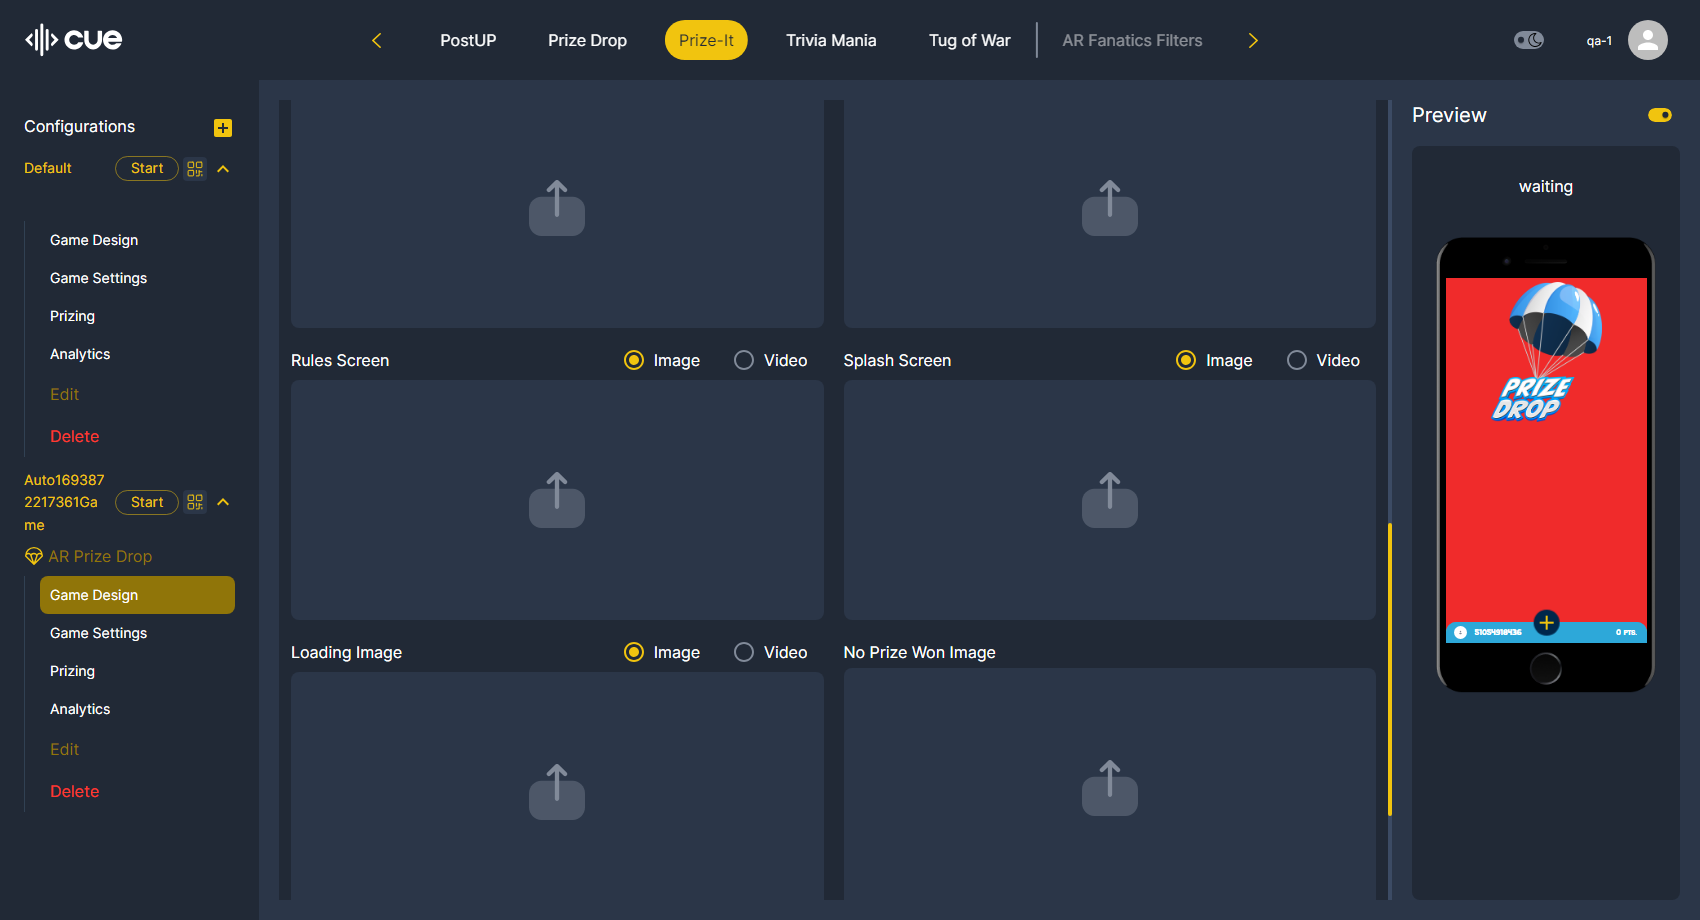 cue
PostUP
Prize Drop
Prize-It
Trivia Mania
Tug of War
AR Fanatics Filters
qa-1
Configurations
Default
Start
Game Design
Game Settings
Prizing
Analytics
Edit
Delete
Auto169387
2217361Ga
me
Start
AR Prize Drop
Game Design
Game Settings
Prizing
Analytics
Edit
Delete
Rules Screen
Image
Video
Splash Screen
Image
Video
Loading Image
Image
Video
No Prize Won Image
Preview
waiting
PRIZE
DROP
0 PTS.